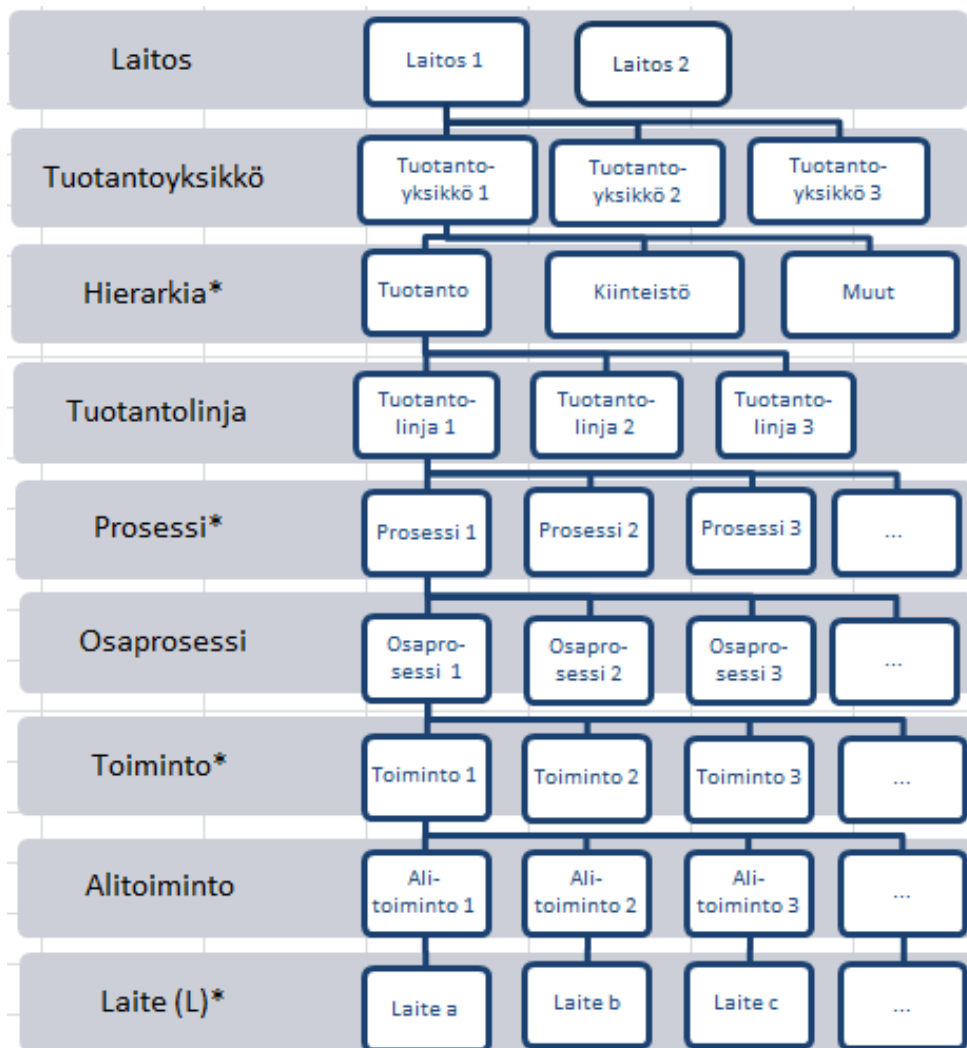 Laitos
Laitos 1
Laitos 2
Tuotantoyksikkö
Tuotanto-
yksikkö 1
Tuotanto-
yksikkö 2
Tuotanto-
yksikkö 3
Hierarkia*
Tuotanto
Kiinteistö
Muut
Tuotantolinja
Tuotanto-
linja 1
Tuotanto-
linja 2
Tuotanto-
linja 3
Prosessi*
Prosessi 1
Prosessi 2
Prosessi 3
...
Osaprosessi
Osapro-
sessi 1
Osapro-
sessi 2
Osapro-
sessi 3
...
Toiminto*
Toiminto 1
Toiminto 2
Toiminto 3
...
Alitoiminto
Ali-
toiminto 1
Ali-
toiminto 2
Ali-
toiminto 3
...
Laite (L)*
Laite a
Laite b
Laite c
...